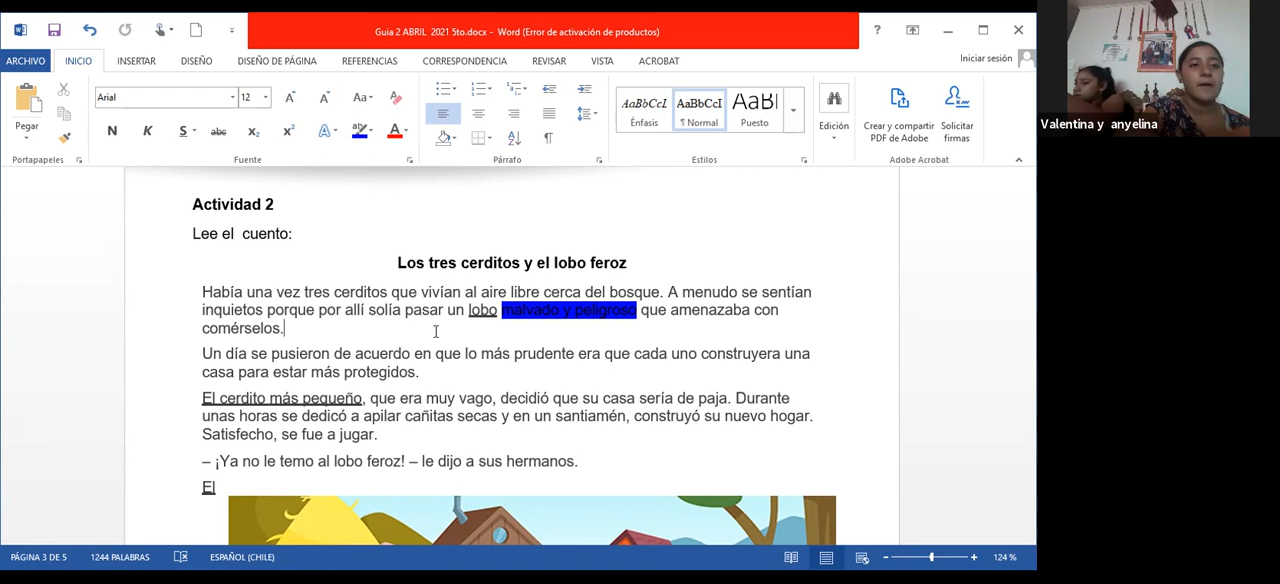 Guia 2 ABRIL 2021 5to.docx - Word (Error de activación de productos)
ARCHIVO INICIO INSERTAR DISEÑO DISEÑO DE PÁGINA REFERENCIAS CORRESPONDENCIA REVISAR VISTA ACROBAT
Iniciar sesión
Pegar
Arial 12
Aa
N K S abc x₂ x² A A
AaBbCcL AaBbCcI AaBbI
Énfasis ¶ Normal Puesto
Edición
Crear y compartir PDF de Adobe
Solicitar firmas
Portapapeles Fuente Párrafo Estilos Adobe Acrobat
Valentina y anyelina
Actividad 2
Lee el cuento:
Los tres cerditos y el lobo feroz
Había una vez tres cerditos que vivían al aire libre cerca del bosque. A menudo se sentían
inquietos porque por allí solía pasar un lobo malvado y peligroso que amenazaba con
comérselos.
Un día se pusieron de acuerdo en que lo más prudente era que cada uno construyera una
casa para estar más protegidos.
El cerdito más pequeño, que era muy vago, decidió que su casa sería de paja. Durante
unas horas se dedicó a apilar cañitas secas y en un santiamén, construyó su nuevo hogar.
Satisfecho, se fue a jugar.
– ¡Ya no le temo al lobo feroz! – le dijo a sus hermanos.
El
PÁGINA 3 DE 5 1244 PALABRAS ESPAÑOL (CHILE) 124 %